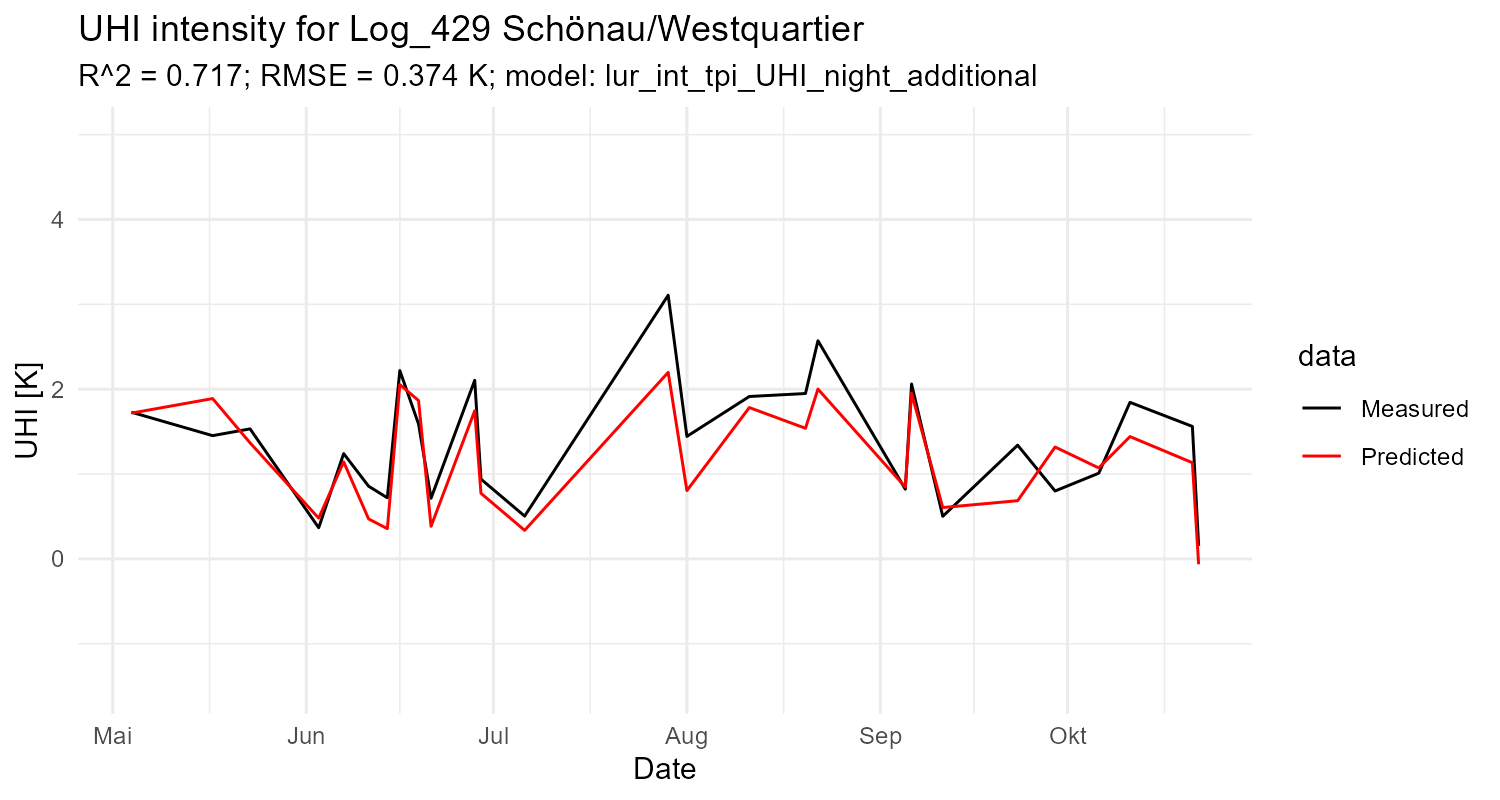 UHI intensity for Log_429 Schönau/Westquartier
R^2 = 0.717; RMSE = 0.374 K; model: lur_int_tpi_UHI_night_additional
4
2
0
UHI [K]
Mai Jun Jul Aug Sep Okt
Date
data
Measured
Predicted